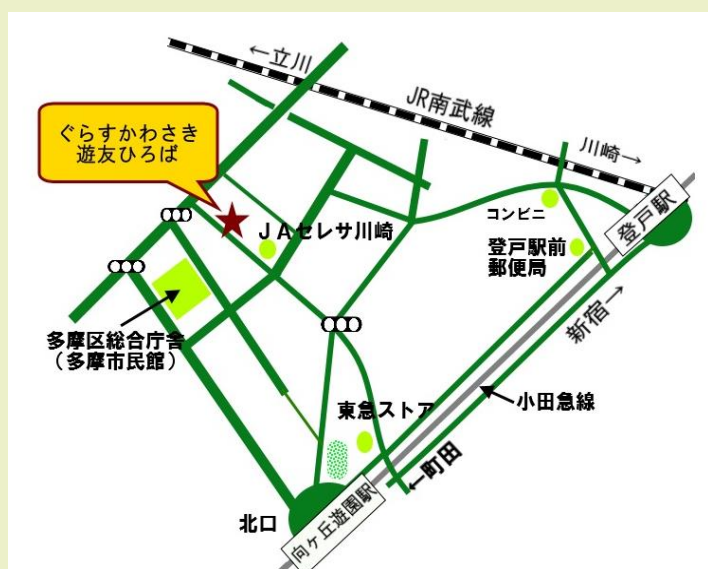 ←立川
JR南武線
川崎→
ぐらすかわさき
遊友ひろば
コンビニ
登戸駅
JAセレサ川崎
登戸駅前
郵便局
新宿→
多摩区総合庁舎
(多摩市民館)
東急ストア
小田急線
←町田
北口
向ヶ丘遊園駅